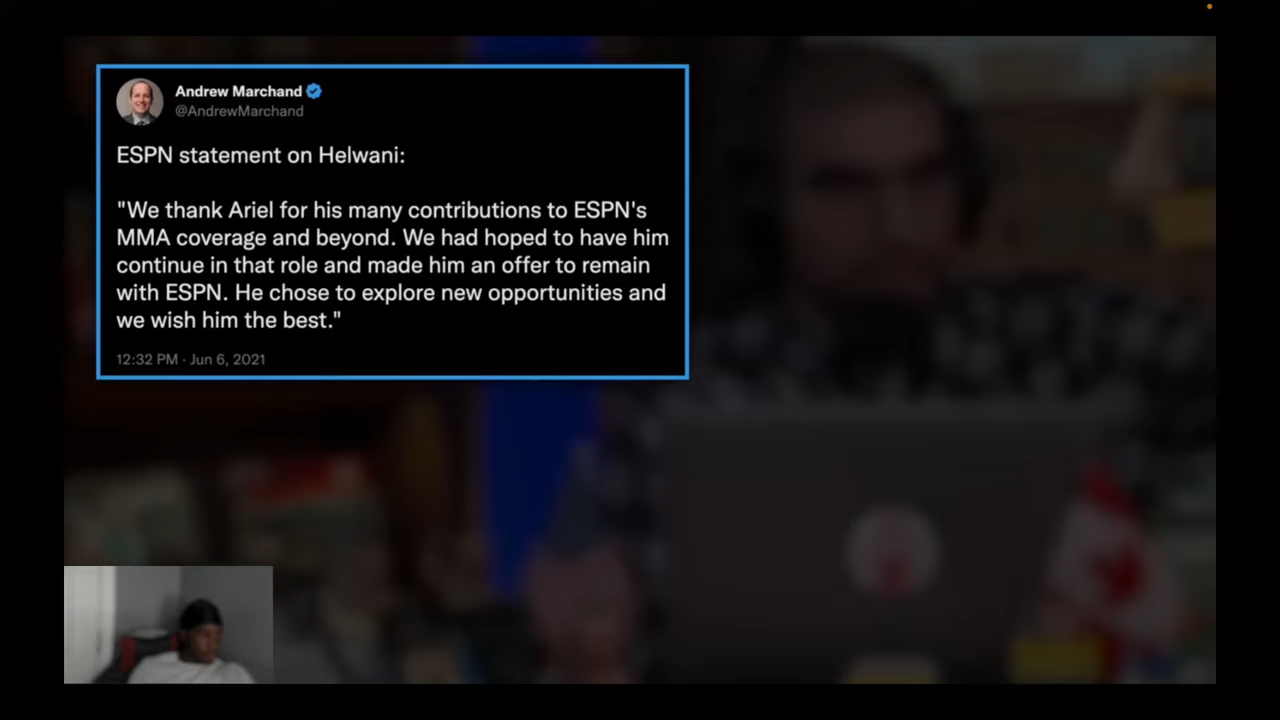 Andrew Marchand
@AndrewMarchand
ESPN statement on Helwani:
"We thank Ariel for his many contributions to ESPN's
MMA coverage and beyond. We had hoped to have him
continue in that role and made him an offer to remain
with ESPN. He chose to explore new opportunities and
we wish him the best."
12:32 PM · Jun 6, 2021